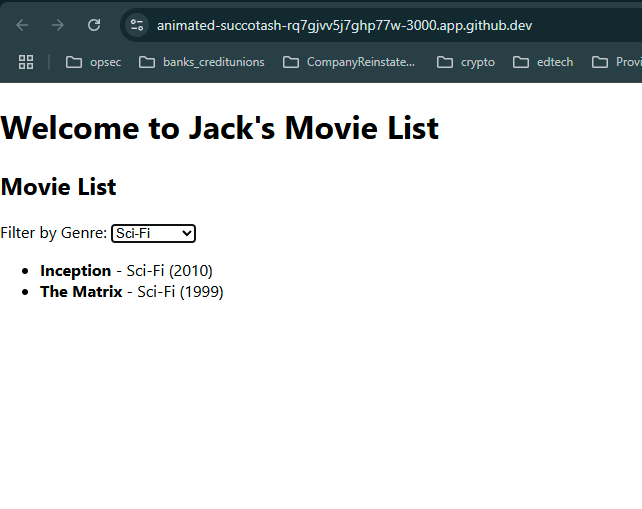 animated-succotash-rq7gjvv5j7ghp77w-3000.app.github.dev
opsec banks_creditunions CompanyReinstate... crypto edtech Provi
Welcome to Jack's Movie List
Movie List
Filter by Genre: Sci-Fi
• Inception - Sci-Fi (2010)
• The Matrix - Sci-Fi (1999)